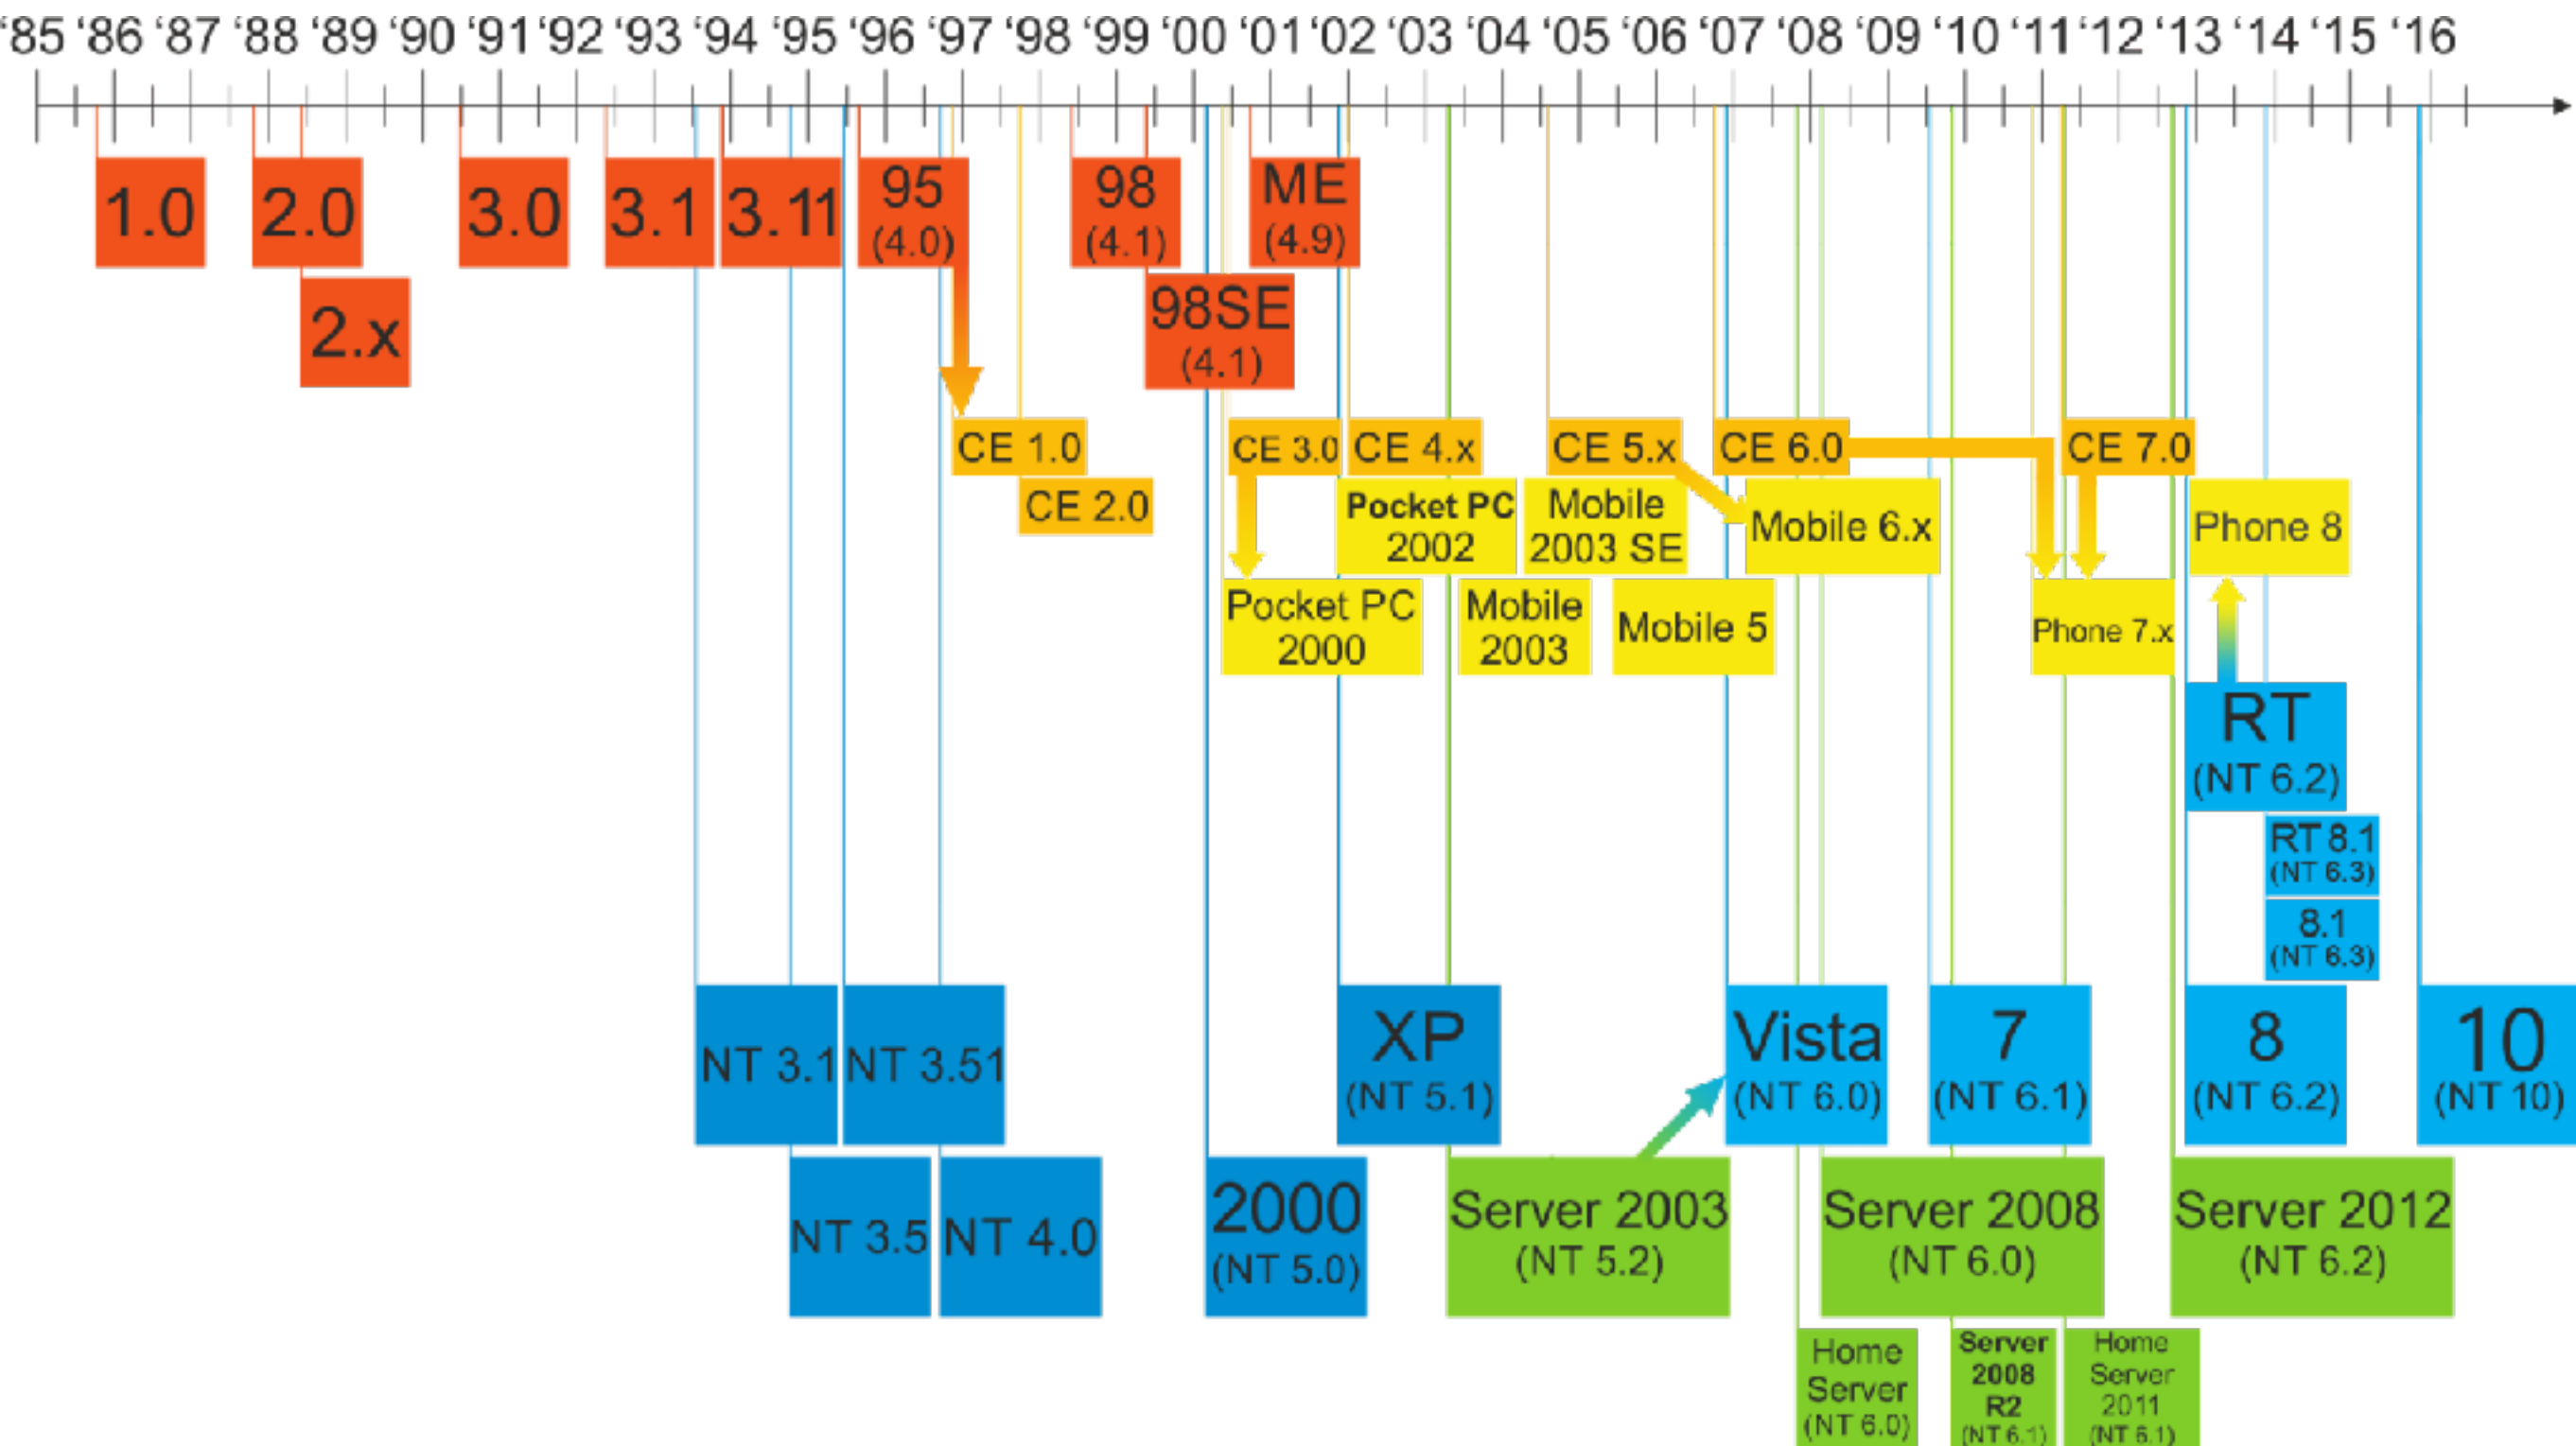 ‘85 ‘86 ‘87 ‘88 ‘89 ‘90 ‘91 ‘92 ‘93 ‘94 ‘95 ‘96 ‘97 ‘98 ‘99 ‘00 ‘01 ‘02 ‘03 ‘04 ‘05 ‘06 ‘07 ‘08 ‘09 ‘10 ‘11 ‘12 ‘13 ‘14 ‘15 ‘16
1.0
2.0
3.0
3.1
3.11
95
(4.0)
98
(4.1)
ME
(4.9)
2.x
98SE
(4.1)
CE 1.0
CE 3.0
CE 4.x
CE 5.x
CE 6.0
CE 7.0
CE 2.0
Pocket PC
2002
Mobile
2003 SE
Mobile 6.x
Phone 8
Pocket PC
2000
Mobile
2003
Mobile 5
Phone 7.x
RT
(NT 6.2)
RT 8.1
(NT 6.3)
8.1
(NT 6.3)
NT 3.1
NT 3.51
XP
(NT 5.1)
Vista
(NT 6.0)
7
(NT 6.1)
8
(NT 6.2)
10
(NT 10)
NT 3.5
NT 4.0
2000
(NT 5.0)
Server 2003
(NT 5.2)
Server 2008
(NT 6.0)
Server 2012
(NT 6.2)
Home
Server
(NT 6.0)
Server
2008
R2
(NT 6.1)
Home
Server
2011
(NT 6.1)